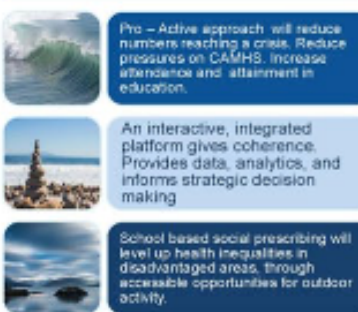 Pro – Active approach will reduce
numbers reaching a crisis. Reduce
pressures on CAMHS. Increase
attendance and attainment in
education.
An interactive, integrated
platform gives coherence.
Provides data, analytics, and
informs strategic decision
making
School based social prescribing will
level up health inequalities in
disadvantaged areas, through
accessible opportunities for outdoor
activity.